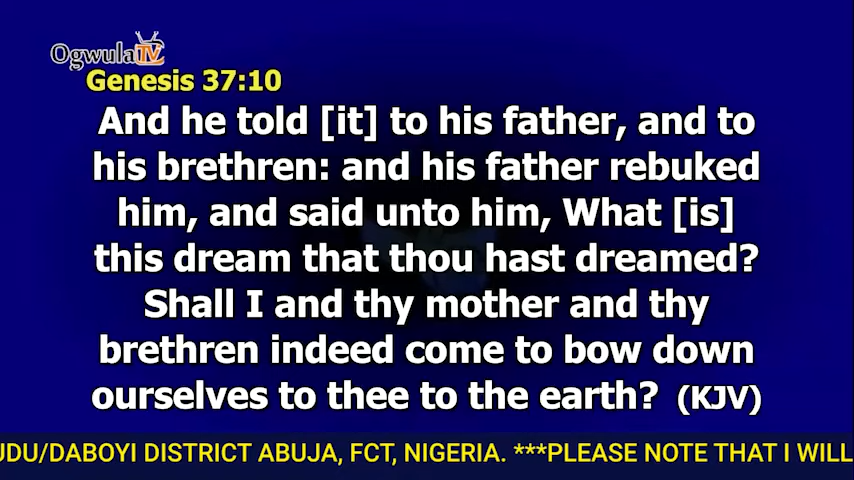 OgwulaTV
Genesis 37:10
And he told [it] to his father, and to
his brethren: and his father rebuked
him, and said unto him, What [is]
this dream that thou hast dreamed?
Shall I and thy mother and thy
brethren indeed come to bow down
ourselves to thee to the earth? (KJV)
UDU/DABOYI DISTRICT ABUJA, FCT, NIGERIA. ***PLEASE NOTE THAT I WILL